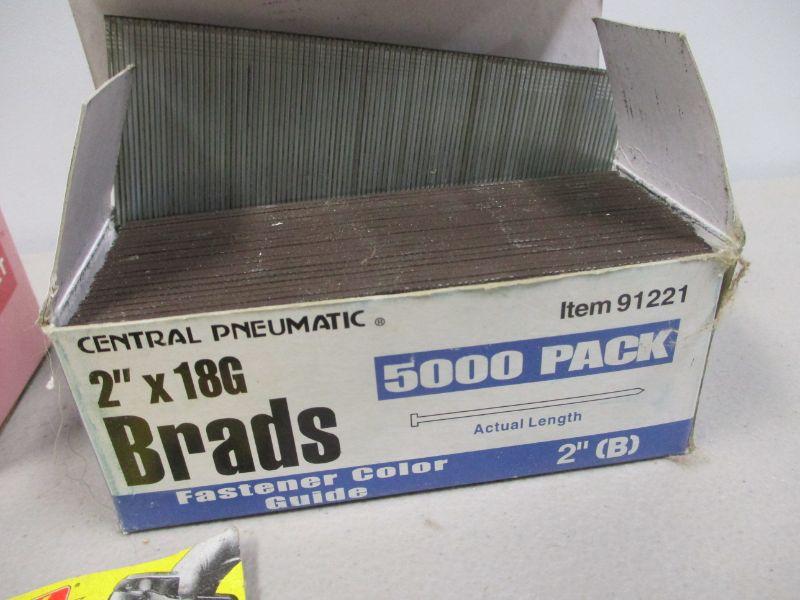 CENTRAL PNEUMATIC ®
Item 91221
2" x 18G
5000 PACK
Brads
Actual Length
Fastener Color
Guide
2" (B)